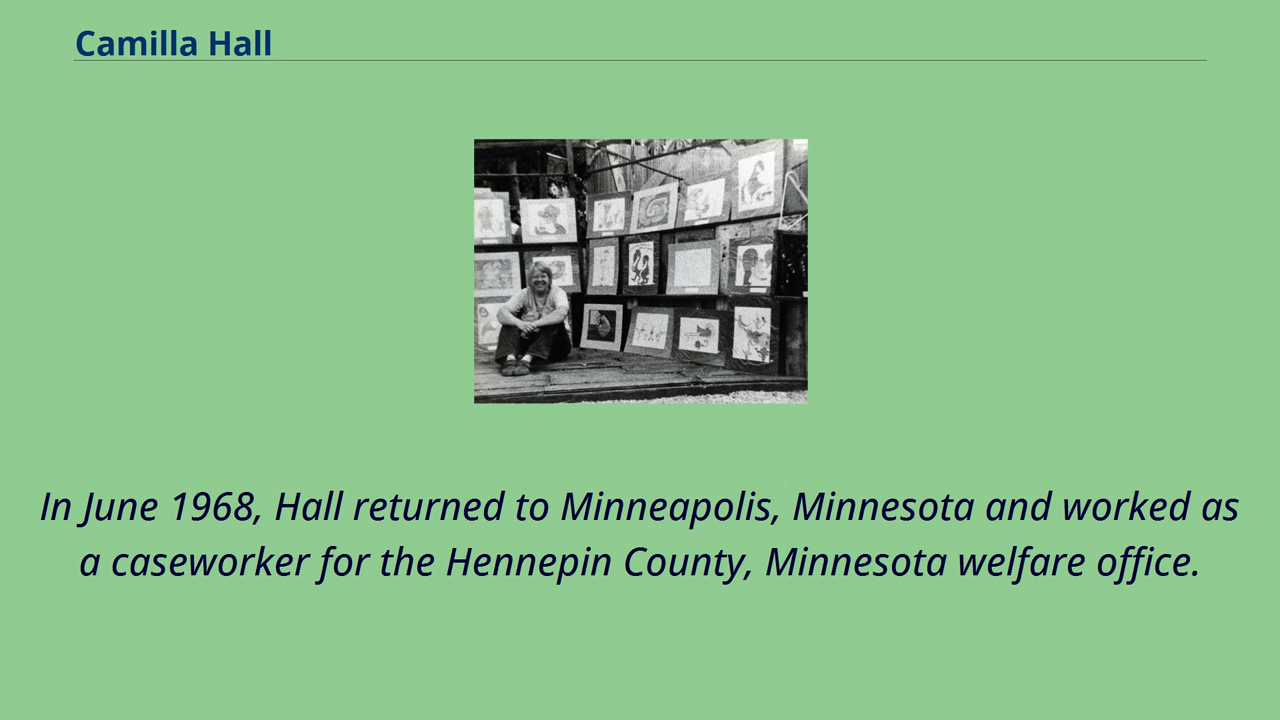 Camilla Hall
In June 1968, Hall returned to Minneapolis, Minnesota and worked as
a caseworker for the Hennepin County, Minnesota welfare office.